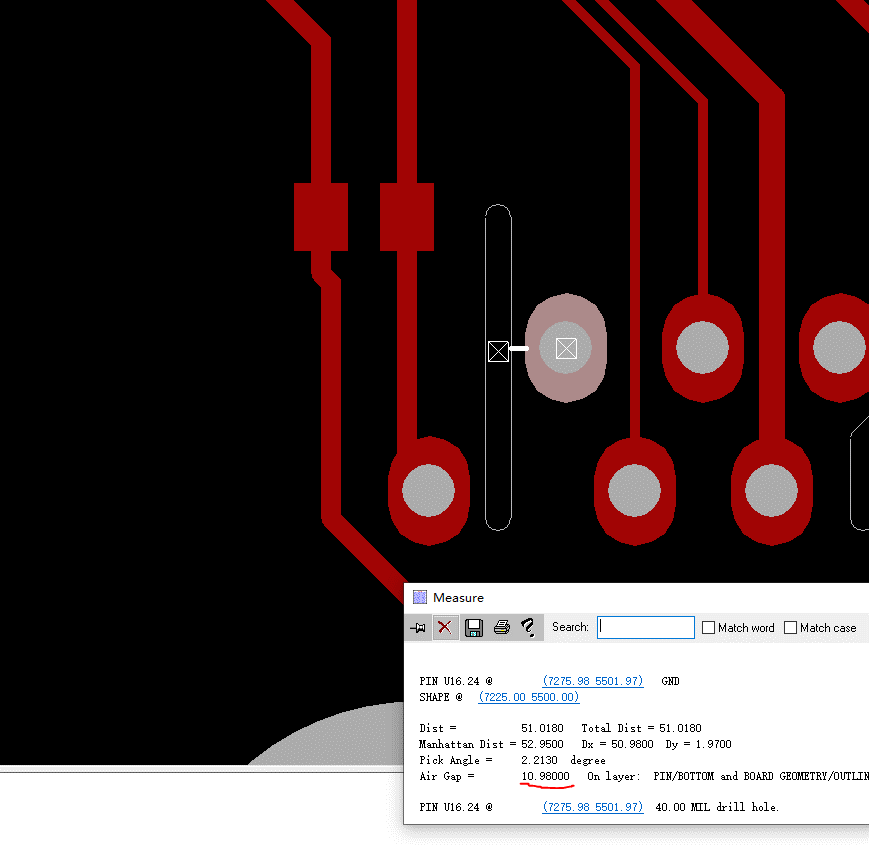 Measure
Search: Match word Match case
PIN U16.24 @ (7275.98 5501.97) GND
SHAPE @ (7225.00 5500.00)
Dist = 51.0180 Total Dist = 51.0180
Manhattan Dist = 52.9500 Dx = 50.9800 Dy = 1.9700
Pick Angle = 2.2130 degree
Air Gap = 10.98000 On layer: PIN/BOTTOM and BOARD GEOMETRY/OUTLIN
PIN U16.24 @ (7275.98 5501.97) 40.00 MIL drill hole.